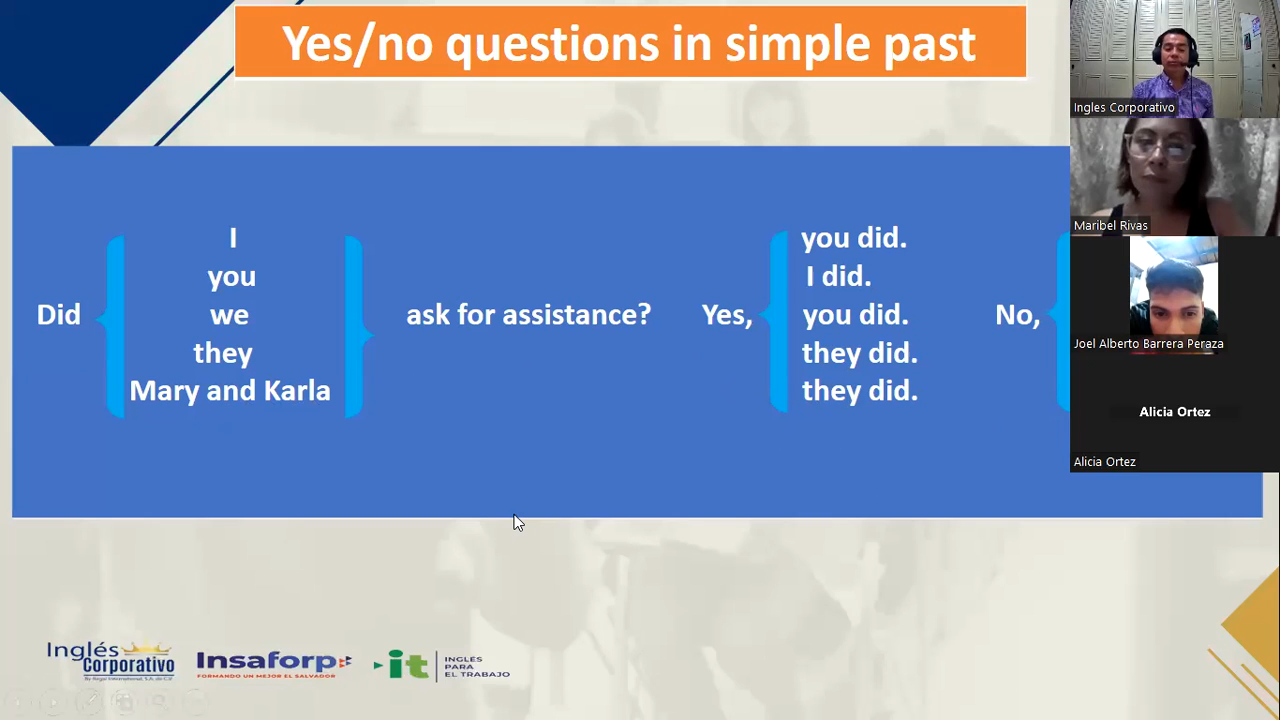 Yes/no questions in simple past
Did
I
you
we
they
Mary and Karla
ask for assistance?
Yes,
you did.
I did.
you did.
they did.
they did.
No,
Ingles Corporativo
Maribel Rivas
Joel Alberto Barrera Peraza
Alicia Ortez
Alicia Ortez
Inglés
Corporativo
Insaforp
FORMANDO UN MEJOR EL SALVADOR
it
INGLÉS
PARA
EL TRABAJO